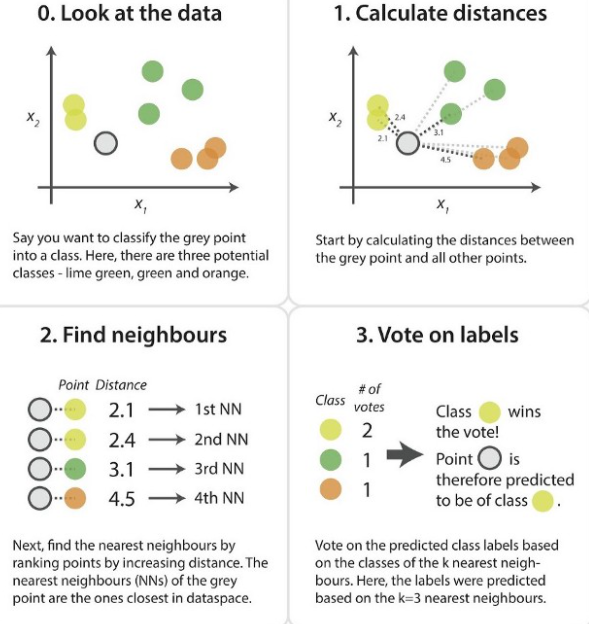 0. Look at the data
X2
X1
Say you want to classify the grey point
into a class. Here, there are three potential
classes - lime green, green and orange.
1. Calculate distances
X2
2.4
2.1
3.1
4.5
X1
Start by calculating the distances between
the grey point and all other points.
2. Find neighbours
Point Distance
2.1 1st NN
2.4 2nd NN
3.1 3rd NN
4.5 4th NN
Next, find the nearest neighbours by
ranking points by increasing distance. The
nearest neighbours (NNs) of the grey
point are the ones closest in dataspace.
3. Vote on labels
Class # of
votes
2
1
1
Class wins
the vote!
Point is
therefore predicted
to be of class .
Vote on the predicted class labels based
on the classes of the k nearest neigh-
bours. Here, the labels were predicted
based on the k=3 nearest neighbours.